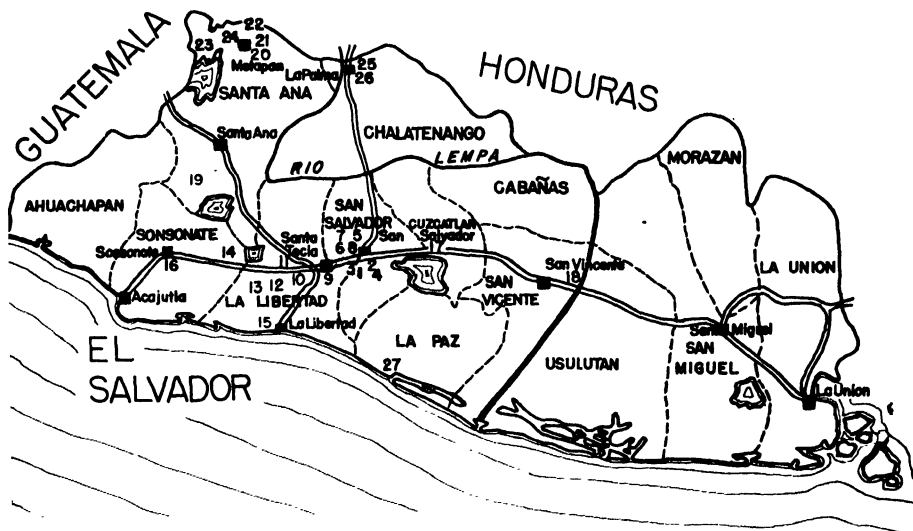 GUATEMALA
HONDURAS
22
24 21
23 20
Metapan
La Palma
25
26
SANTA ANA
Santa Ana
CHALATENANGO
MORAZAN
RIO LEMPA
CABAÑAS
19
AHUACHAPAN
SAN
SALVADOR
CUZCATLAN
7 5
6 8
San
Salvador
SONSONATE
Sonsonate
16
14
Santa
Tecla
11
10
9
3 1 2 4
17
San Vincente
18
LA UNION
SAN
VICENTE
13 12
Acajutla
LA LIBERTAD
15
La Libertad
LA PAZ
San Miguel
SAN
MIGUEL
USULUTAN
27
La Union
EL
SALVADOR